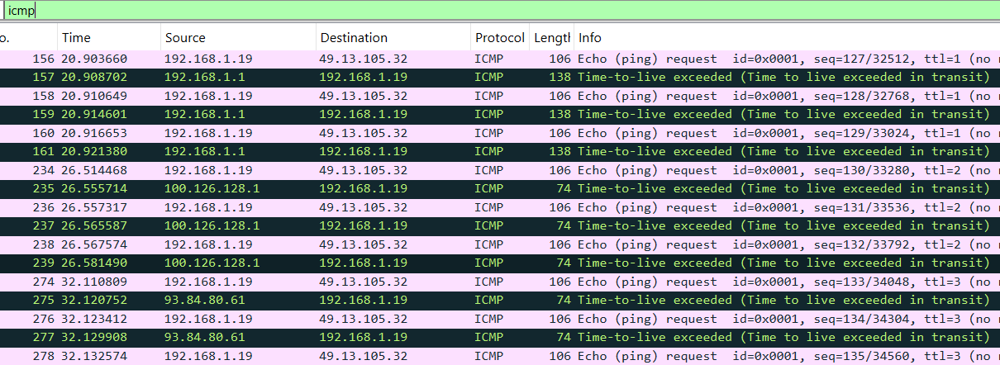 icmp
o. Time Source Destination Protocol Length Info
156 20.903660 192.168.1.19 49.13.105.32 ICMP 106 Echo (ping) request id=0x0001, seq=127/32512, ttl=1 (no
157 20.908702 192.168.1.1 192.168.1.19 ICMP 138 Time-to-live exceeded (Time to live exceeded in transit)
158 20.910649 192.168.1.19 49.13.105.32 ICMP 106 Echo (ping) request id=0x0001, seq=128/32768, ttl=1 (no
159 20.914601 192.168.1.1 192.168.1.19 ICMP 138 Time-to-live exceeded (Time to live exceeded in transit)
160 20.916653 192.168.1.19 49.13.105.32 ICMP 106 Echo (ping) request id=0x0001, seq=129/33024, ttl=1 (no
161 20.921380 192.168.1.1 192.168.1.19 ICMP 138 Time-to-live exceeded (Time to live exceeded in transit)
234 26.514468 192.168.1.19 49.13.105.32 ICMP 106 Echo (ping) request id=0x0001, seq=130/33280, ttl=2 (no
235 26.555714 100.126.128.1 192.168.1.19 ICMP 74 Time-to-live exceeded (Time to live exceeded in transit)
236 26.557317 192.168.1.19 49.13.105.32 ICMP 106 Echo (ping) request id=0x0001, seq=131/33536, ttl=2 (no
237 26.565587 100.126.128.1 192.168.1.19 ICMP 74 Time-to-live exceeded (Time to live exceeded in transit)
238 26.567574 192.168.1.19 49.13.105.32 ICMP 106 Echo (ping) request id=0x0001, seq=132/33792, ttl=2 (no
239 26.581490 100.126.128.1 192.168.1.19 ICMP 74 Time-to-live exceeded (Time to live exceeded in transit)
274 32.110809 192.168.1.19 49.13.105.32 ICMP 106 Echo (ping) request id=0x0001, seq=133/34048, ttl=3 (no
275 32.120752 93.84.80.61 192.168.1.19 ICMP 74 Time-to-live exceeded (Time to live exceeded in transit)
276 32.123412 192.168.1.19 49.13.105.32 ICMP 106 Echo (ping) request id=0x0001, seq=134/34304, ttl=3 (no
277 32.129908 93.84.80.61 192.168.1.19 ICMP 74 Time-to-live exceeded (Time to live exceeded in transit)
278 32.132574 192.168.1.19 49.13.105.32 ICMP 106 Echo (ping) request id=0x0001, seq=135/34560, ttl=3 (no